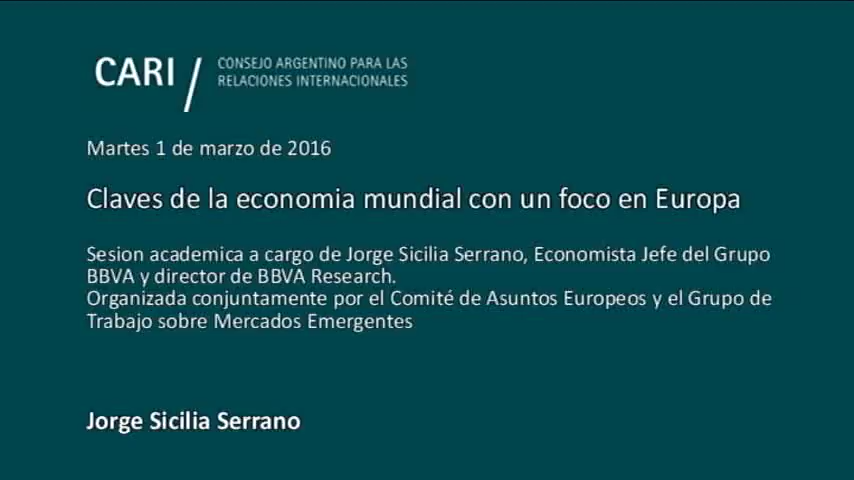 CARI
CONSEJO ARGENTINO PARA LAS
RELACIONES INTERNACIONALES
Martes 1 de marzo de 2016
Claves de la economia mundial con un foco en Europa
Sesion academica a cargo de Jorge Sicilia Serrano, Economista Jefe del Grupo
BBVA y director de BBVA Research.
Organizada conjuntamente por el Comité de Asuntos Europeos y el Grupo de
Trabajo sobre Mercados Emergentes
Jorge Sicilia Serrano